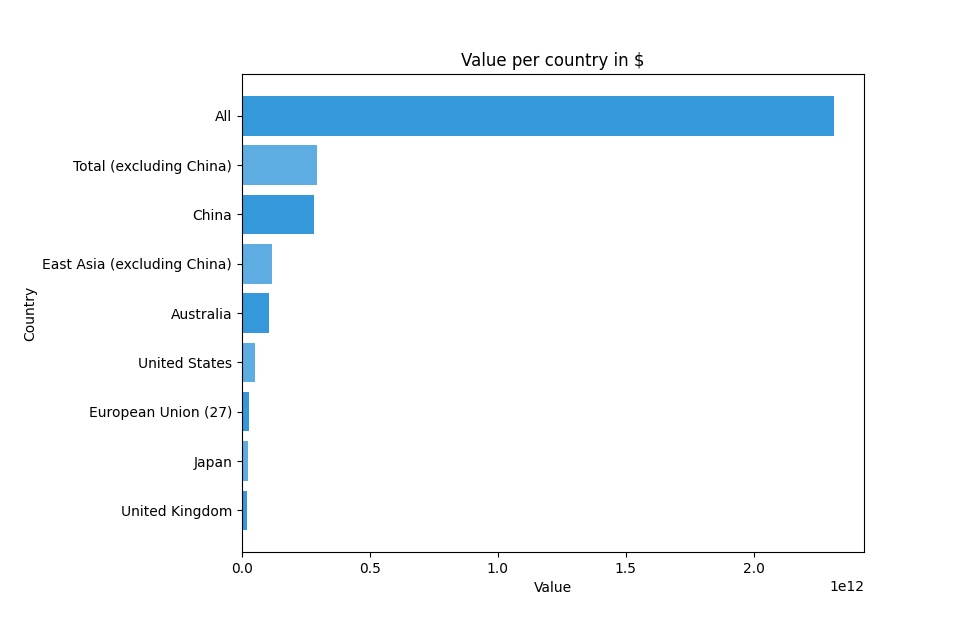 Value per country in $
All
Total (excluding China)
China
East Asia (excluding China)
Australia
United States
European Union (27)
Japan
United Kingdom
Country
0.0 0.5 1.0 1.5 2.0
Value
1e12